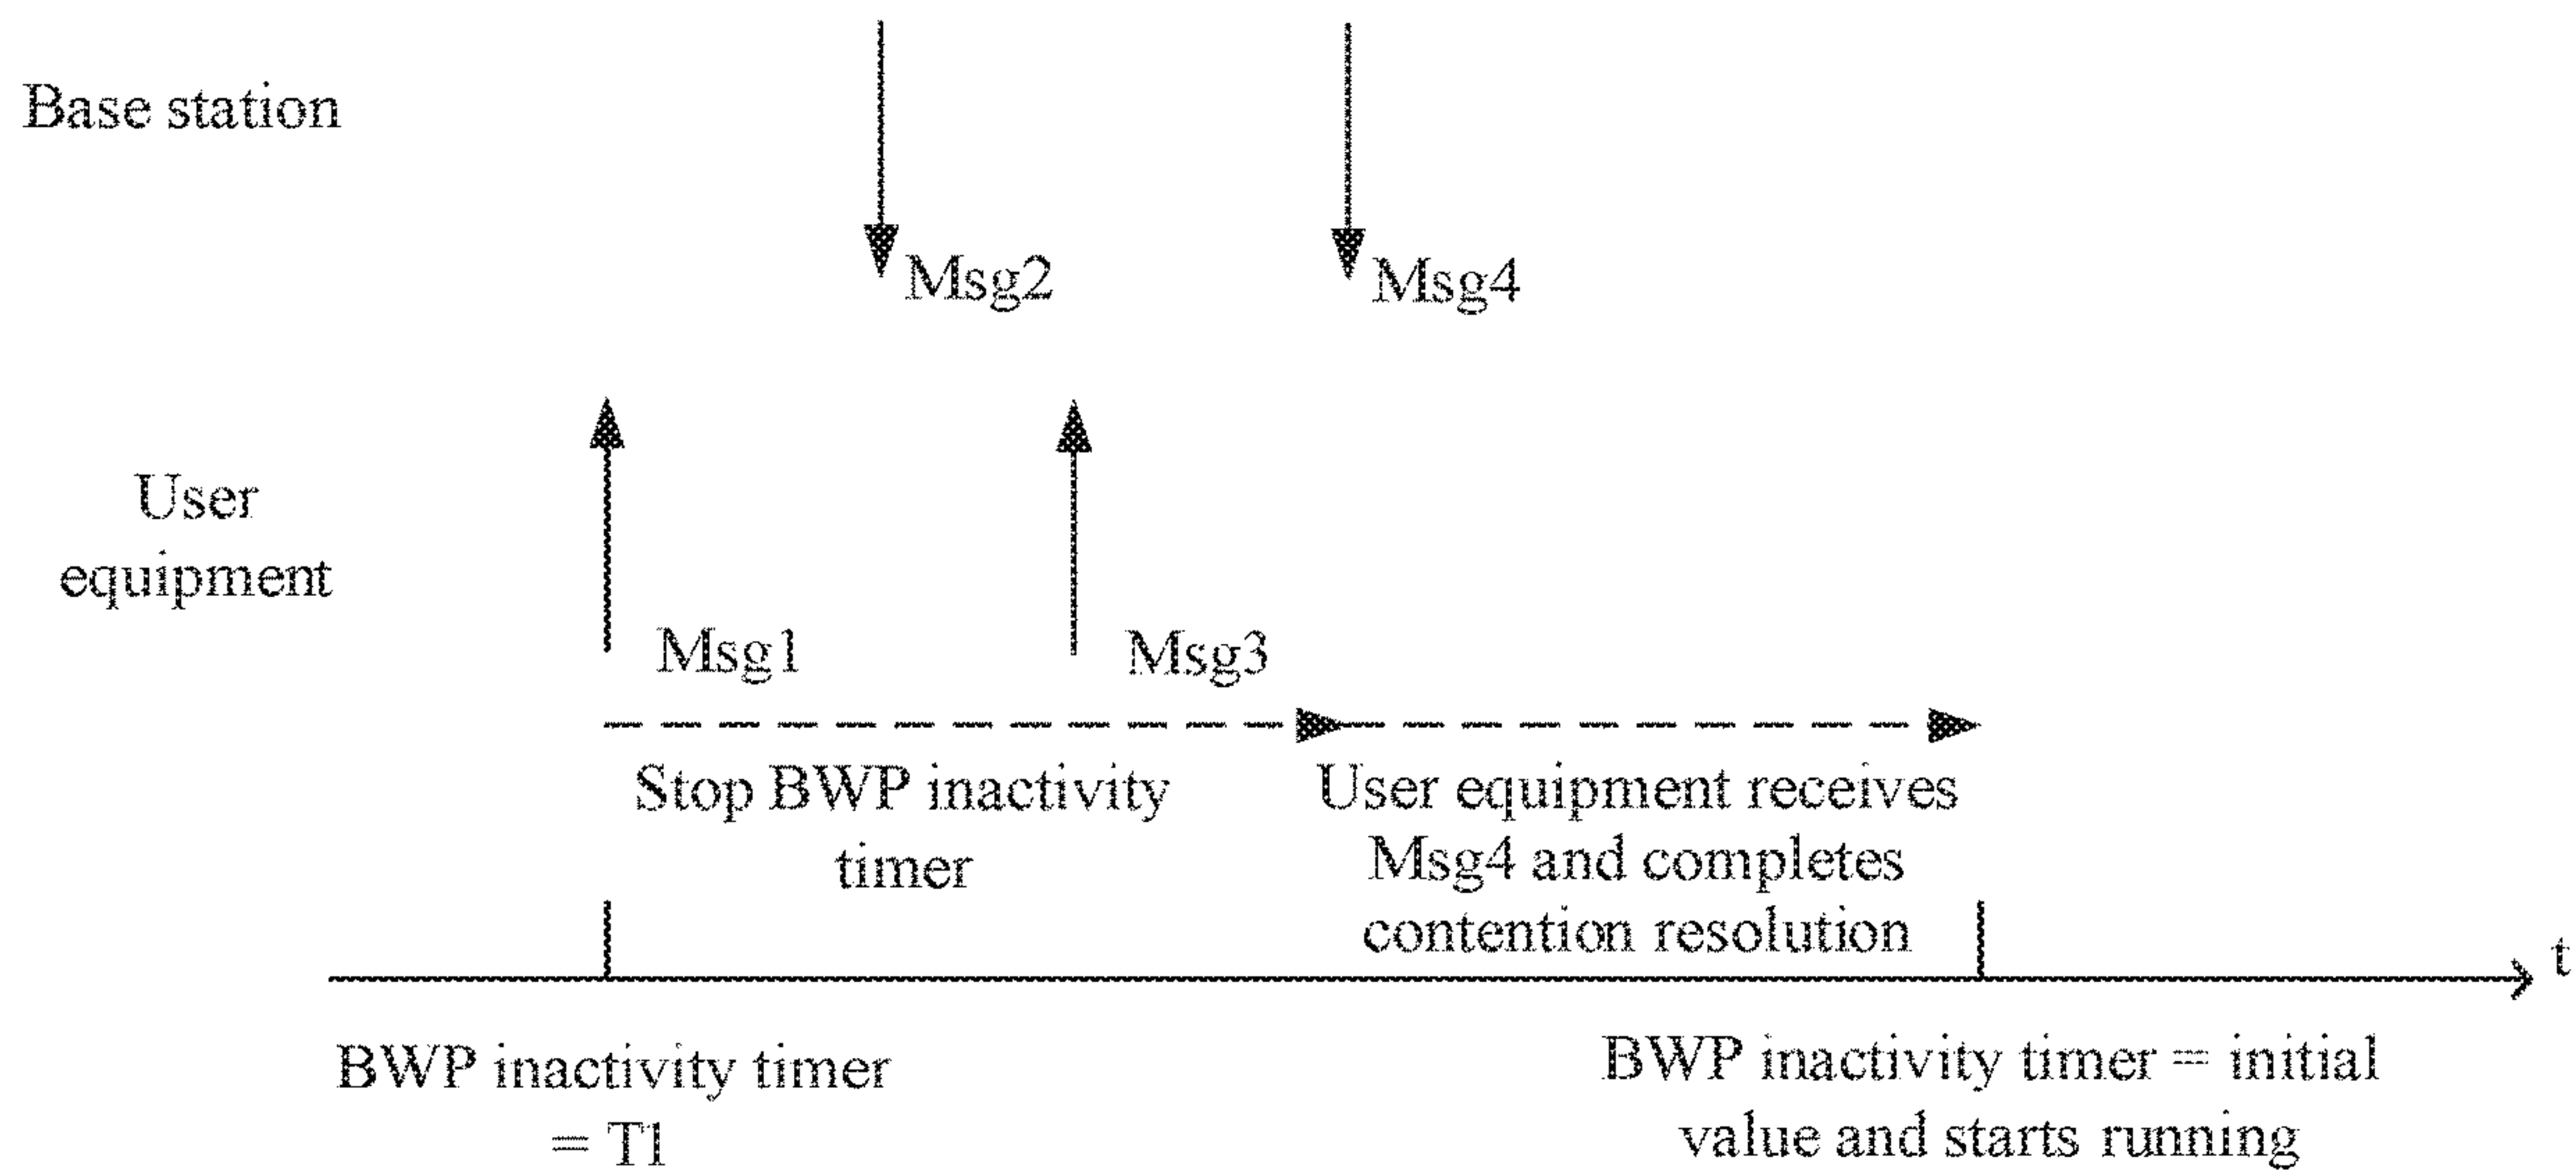 Base station
Msg2
Msg4
User
equipment
Msg1
Msg3
Stop BWP inactivity
timer
User equipment receives
Msg4 and completes
contention resolution
t
BWP inactivity timer
= T1
BWP inactivity timer = initial
value and starts running